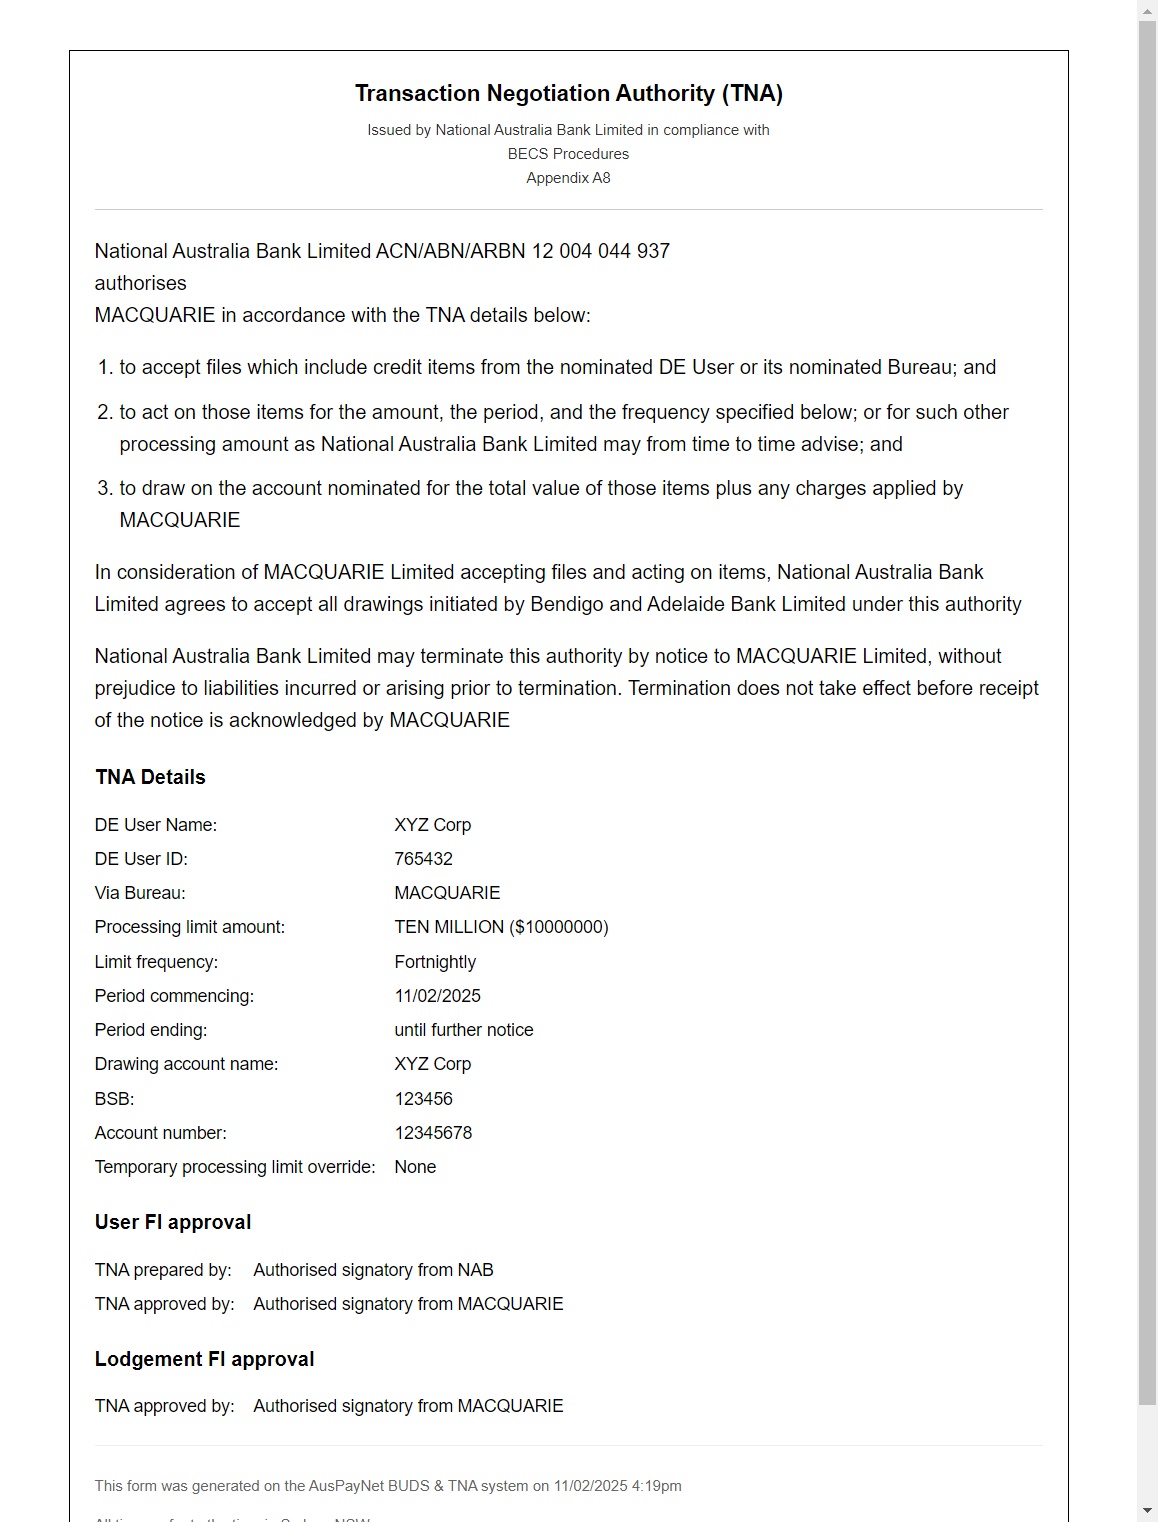 Transaction Negotiation Authority (TNA)
Issued by National Australia Bank Limited in compliance with
BECS Procedures
Appendix A8
National Australia Bank Limited ACN/ABN/ARBN 12 004 044 937
authorises
MACQUARIE in accordance with the TNA details below:
1. to accept files which include credit items from the nominated DE User or its nominated Bureau; and
2. to act on those items for the amount, the period, and the frequency specified below; or for such other
processing amount as National Australia Bank Limited may from time to time advise; and
3. to draw on the account nominated for the total value of those items plus any charges applied by
MACQUARIE
In consideration of MACQUARIE Limited accepting files and acting on items, National Australia Bank
Limited agrees to accept all drawings initiated by Bendigo and Adelaide Bank Limited under this authority
National Australia Bank Limited may terminate this authority by notice to MACQUARIE Limited, without
prejudice to liabilities incurred or arising prior to termination. Termination does not take effect before receipt
of the notice is acknowledged by MACQUARIE
TNA Details
DE User Name: XYZ Corp
DE User ID: 765432
Via Bureau: MACQUARIE
Processing limit amount: TEN MILLION ($10000000)
Limit frequency: Fortnightly
Period commencing: 11/02/2025
Period ending: until further notice
Drawing account name: XYZ Corp
BSB: 123456
Account number: 12345678
Temporary processing limit override: None
User FI approval
TNA prepared by: Authorised signatory from NAB
TNA approved by: Authorised signatory from MACQUARIE
Lodgement FI approval
TNA approved by: Authorised signatory from MACQUARIE
This form was generated on the AusPayNet BUDS & TNA system on 11/02/2025 4:19pm